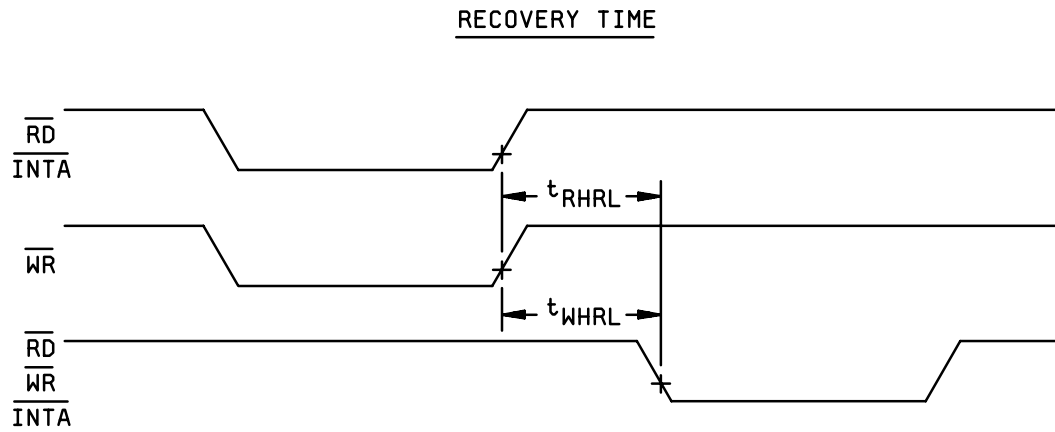 RECOVERY TIME
RD
INTA
tRHRL
WR
tWHRL
RD
WR
INTA